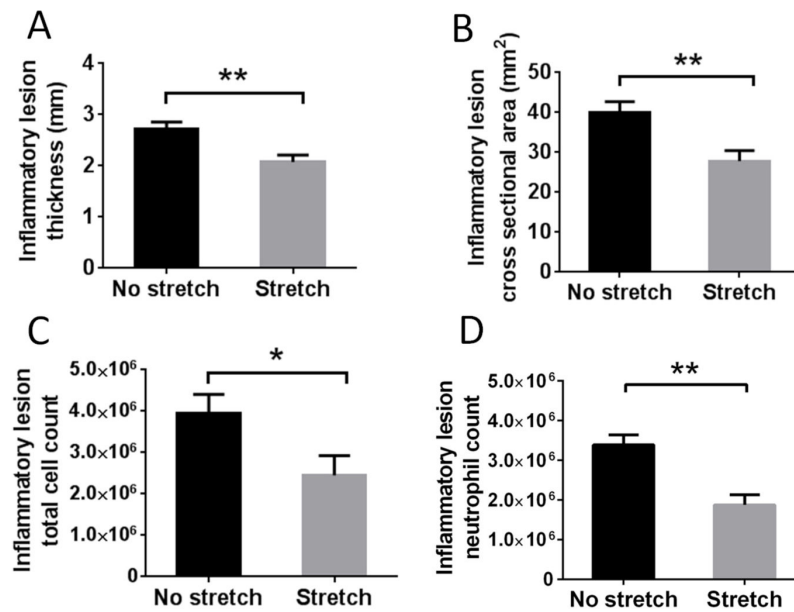 A
Inflammatory lesion
thickness (mm)
4
3
2
1
0
**
No stretch
Stretch
B
Inflammatory lesion
cross sectional area (mm²)
50
40
30
20
10
0
**
No stretch
Stretch
C
Inflammatory lesion
total cell count
5.0×10⁶
4.0×10⁶
3.0×10⁶
2.0×10⁶
1.0×10⁶
0
*
No stretch
Stretch
D
Inflammatory lesion
neutrophil count
5.0×10⁶
4.0×10⁶
3.0×10⁶
2.0×10⁶
1.0×10⁶
0
**
No stretch
Stretch